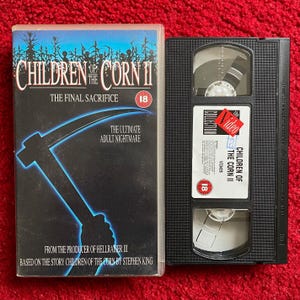 CHILDREN OF THE CORN II
THE FINAL SACRIFICE
18
THE ULTIMATE
ADULT NIGHTMARE
FROM THE PRODUCER OF HELLRAISER III
BASED ON THE STORY CHILDREN OF THE CORN BY STEPHEN KING
CHILDREN OF
THE CORN II
18